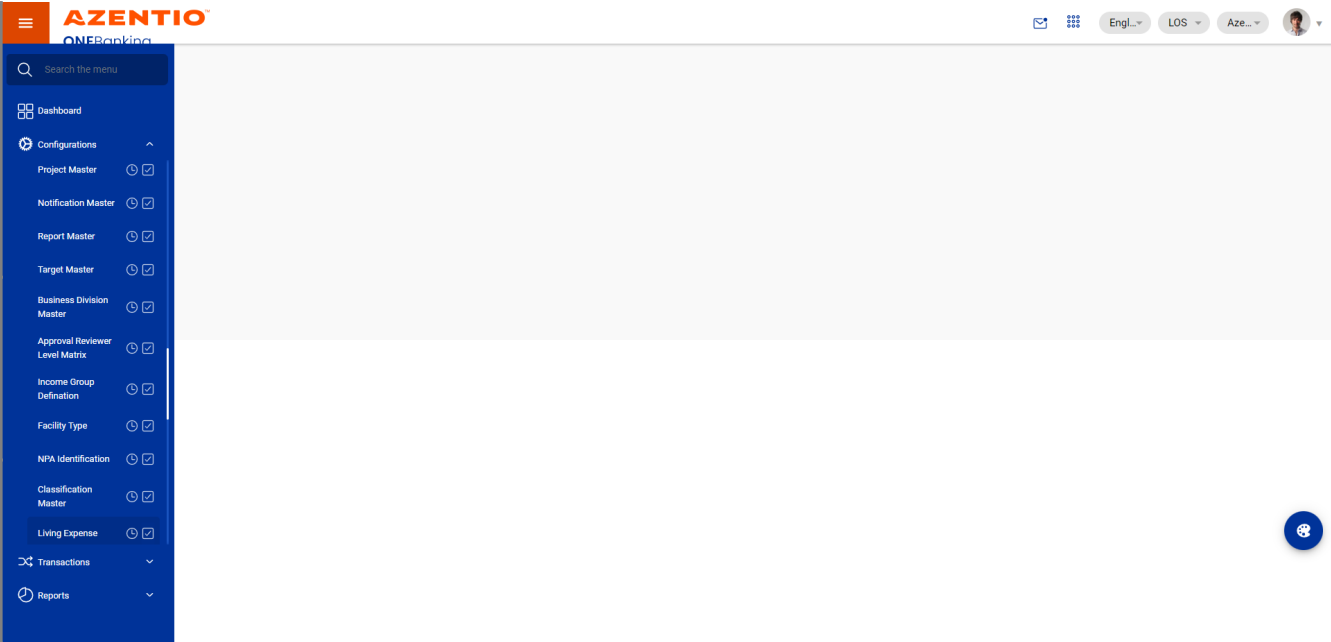 AZENTIO™
ONEBanking
Engl...
LOS
Aze...
Search the menu
Dashboard
Configurations
Project Master
Notification Master
Report Master
Target Master
Business Division
Master
Approval Reviewer
Level Matrix
Income Group
Defination
Facility Type
NPA Identification
Classification
Master
Living Expense
Transactions
Reports